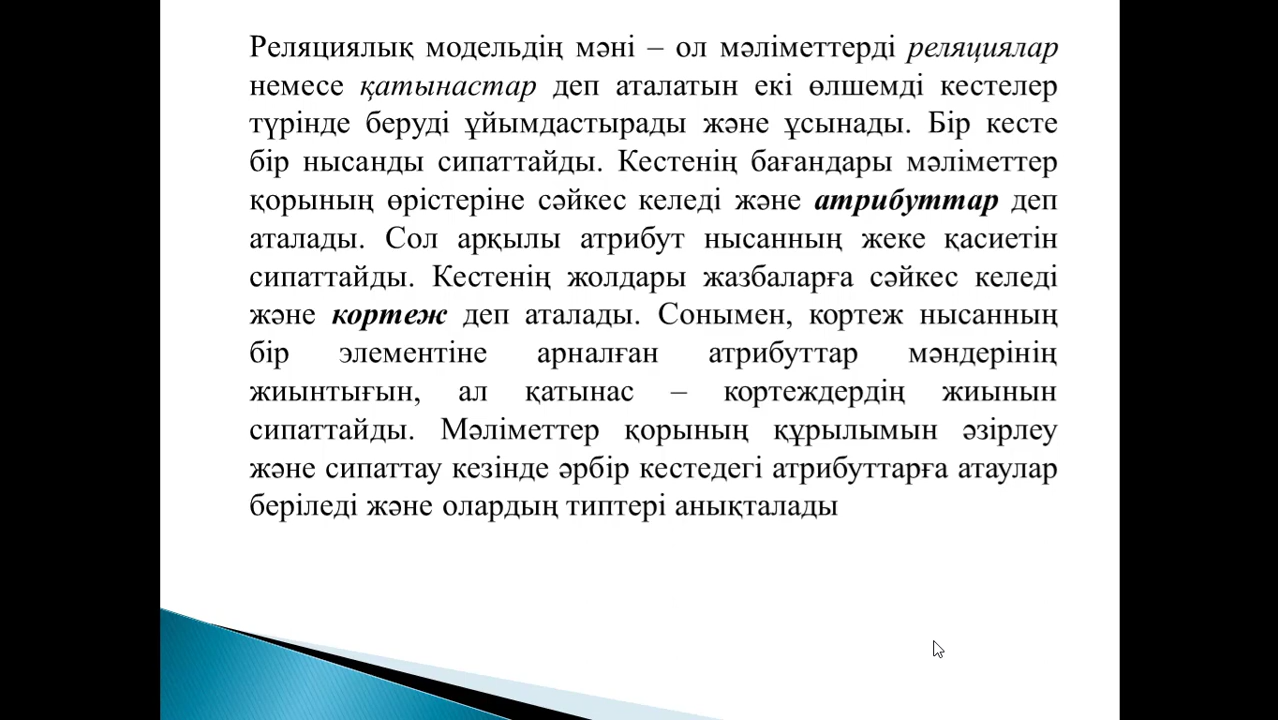 Реляциялық модельдің мәні – ол мәліметтерді реляциялар
немесе қатынастар деп аталатын екі өлшемді кестелер
түрінде беруді ұйымдастырады және ұсынады. Бір кесте
бір нысанды сипаттайды. Кестенің бағандары мәліметтер
қорының өрістеріне сәйкес келеді және атрибуттар деп
аталады. Сол арқылы атрибут нысанның жеке қасиетін
сипаттайды. Кестенің жолдары жазбаларға сәйкес келеді
және кортеж деп аталады. Сонымен, кортеж нысанның
бір элементіне арналған атрибуттар мәндерінің
жиынтығын, ал қатынас – кортеждердің жиынын
сипаттайды. Мәліметтер қорының құрылымын әзірлеу
және сипаттау кезінде әрбір кестедегі атрибуттарға атаулар
беріледі және олардың типтері анықталады